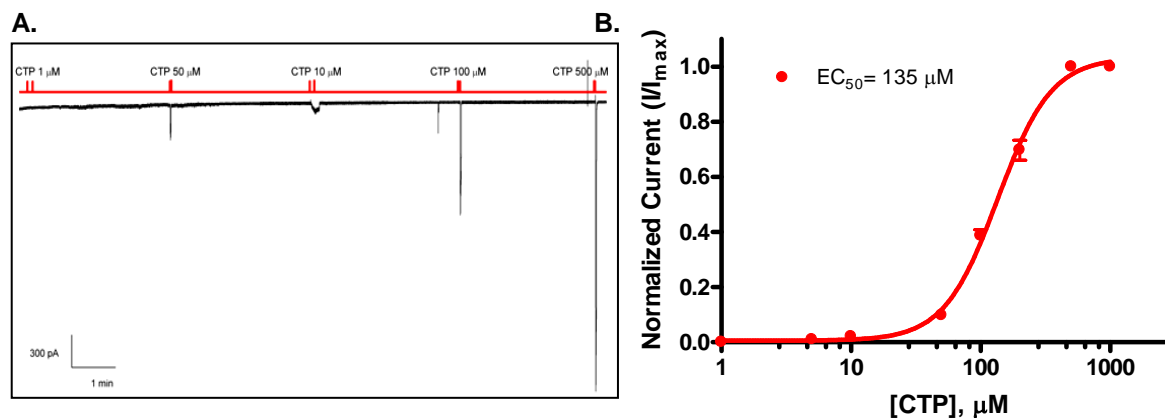 A.
CTP 1 μM CTP 50 μM CTP 10 μM CTP 100 μM CTP 500 μM
300 pA
1 min
B.
Normalized Current (I/Imax)
1.0
0.8
0.6
0.4
0.2
0.0
EC50= 135 μM
1 10 100 1000
[CTP], μM